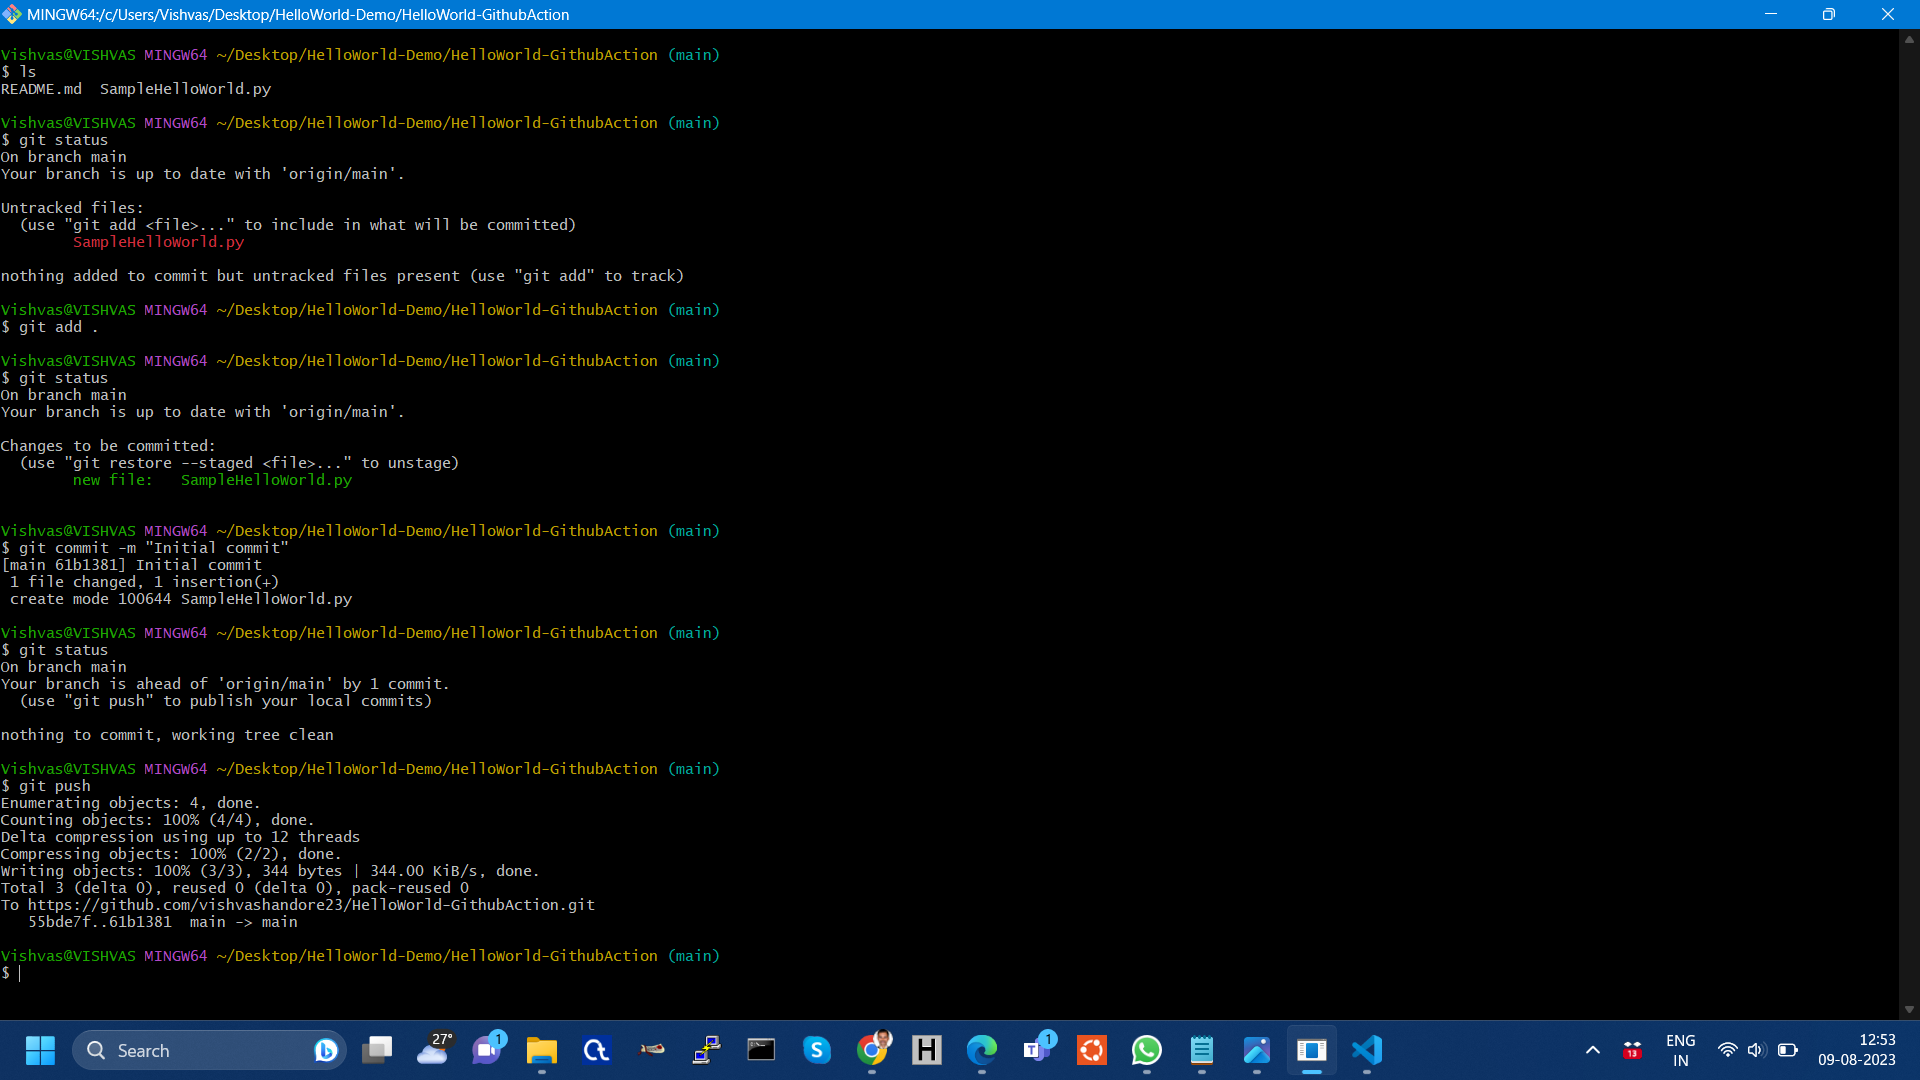 MINGW64:/c/Users/Vishvas/Desktop/HelloWorld-Demo/HelloWorld-GithubAction
Vishvas@VISHVAS MINGW64 ~/Desktop/HelloWorld-Demo/HelloWorld-GithubAction (main)
$ ls
README.md  SampleHelloWorld.py
Vishvas@VISHVAS MINGW64 ~/Desktop/HelloWorld-Demo/HelloWorld-GithubAction (main)
$ git status
On branch main
Your branch is up to date with 'origin/main'.
Untracked files:
  (use "git add <file>..." to include in what will be committed)
        SampleHelloWorld.py
nothing added to commit but untracked files present (use "git add" to track)
Vishvas@VISHVAS MINGW64 ~/Desktop/HelloWorld-Demo/HelloWorld-GithubAction (main)
$ git add .
Vishvas@VISHVAS MINGW64 ~/Desktop/HelloWorld-Demo/HelloWorld-GithubAction (main)
$ git status
On branch main
Your branch is up to date with 'origin/main'.
Changes to be committed:
  (use "git restore --staged <file>..." to unstage)
        new file:   SampleHelloWorld.py
Vishvas@VISHVAS MINGW64 ~/Desktop/HelloWorld-Demo/HelloWorld-GithubAction (main)
$ git commit -m "Initial commit"
[main 61b1381] Initial commit
 1 file changed, 1 insertion(+)
 create mode 100644 SampleHelloWorld.py
Vishvas@VISHVAS MINGW64 ~/Desktop/HelloWorld-Demo/HelloWorld-GithubAction (main)
$ git status
On branch main
Your branch is ahead of 'origin/main' by 1 commit.
  (use "git push" to publish your local commits)
nothing to commit, working tree clean
Vishvas@VISHVAS MINGW64 ~/Desktop/HelloWorld-Demo/HelloWorld-GithubAction (main)
$ git push
Enumerating objects: 4, done.
Counting objects: 100% (4/4), done.
Delta compression using up to 12 threads
Compressing objects: 100% (2/2), done.
Writing objects: 100% (3/3), 344 bytes | 344.00 KiB/s, done.
Total 3 (delta 0), reused 0 (delta 0), pack-reused 0
To https://github.com/vishvashandore23/HelloWorld-GithubAction.git
   55bde7f..61b1381  main -> main
Vishvas@VISHVAS MINGW64 ~/Desktop/HelloWorld-Demo/HelloWorld-GithubAction (main)
$
Search
27°
1
1
13
ENG
IN
12:53
09-08-2023